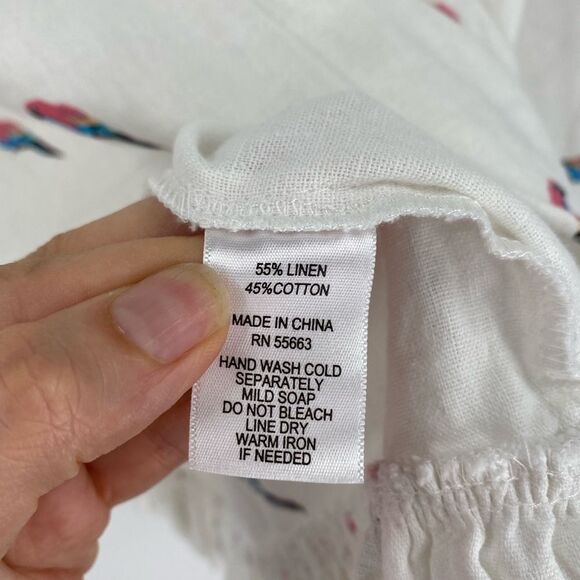 55% LINEN
45%COTTON
MADE IN CHINA
RN 55663
HAND WASH COLD
SEPARATELY
MILD SOAP
DO NOT BLEACH
LINE DRY
WARM IRON
IF NEEDED